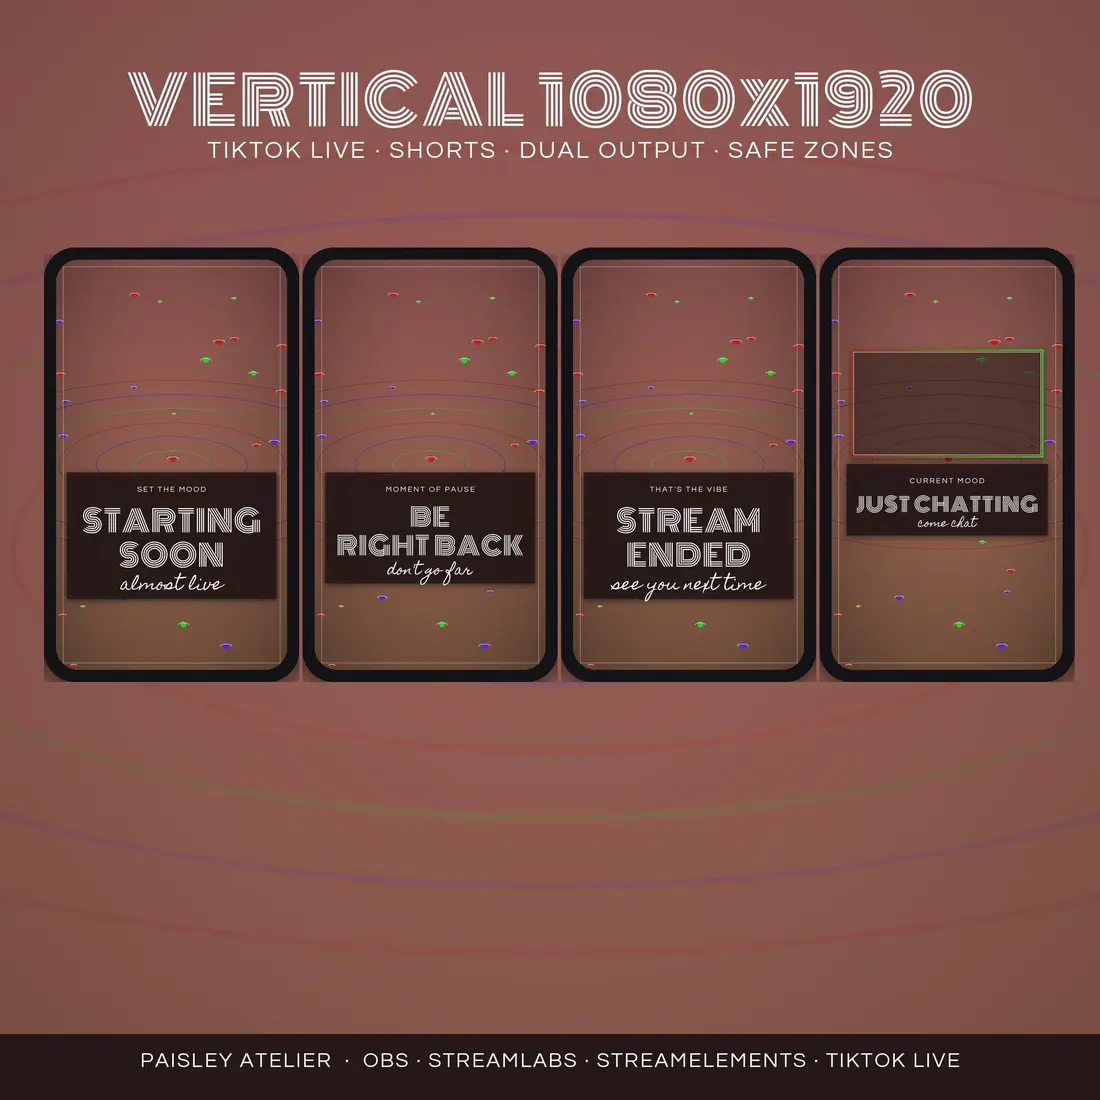 VERTICAL 1080x1920
TIKTOK LIVE · SHORTS · DUAL OUTPUT · SAFE ZONES
SET THE MOOD
STARTING
SOON
almost live
MOMENT OF PAUSE
BE
RIGHT BACK
don't go far
THAT'S THE VIBE
STREAM
ENDED
see you next time
CURRENT MOOD
JUST CHATTING
come chat
PAISLEY ATELIER · OBS · STREAMLABS · STREAMELEMENTS · TIKTOK LIVE